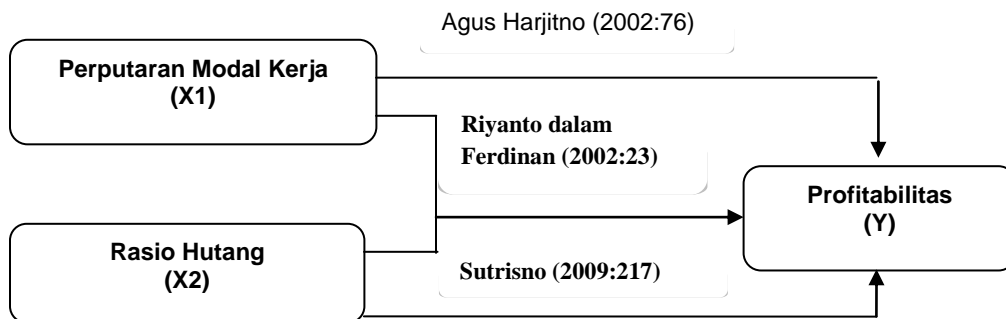 Agus Harjitno (2002:76)
Perputaran Modal Kerja
(X1)
Riyanto dalam
Ferdinan (2002:23)
Profitabilitas
(Y)
Rasio Hutang
(X2)
Sutrisno (2009:217)